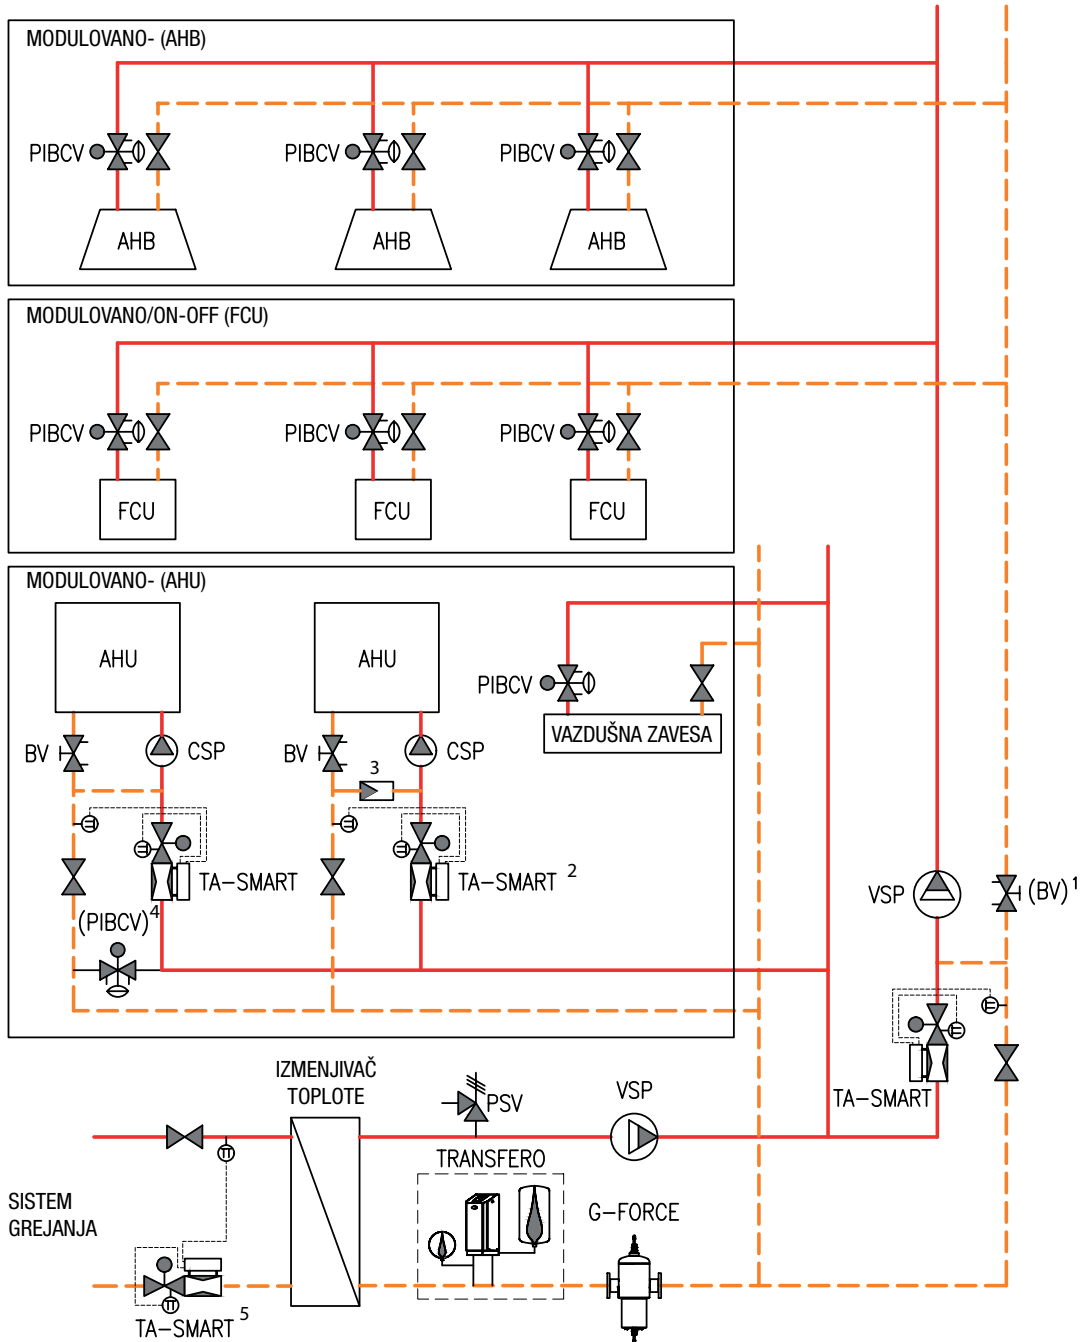 MODULOVANO- (AHB)
PIBCV
PIBCV
PIBCV
AHB
AHB
AHB
MODULOVANO/ON-OFF (FCU)
PIBCV
PIBCV
PIBCV
FCU
FCU
FCU
MODULOVANO- (AHU)
AHU
AHU
PIBCV
VAZDUŠNA ZAVESA
BV
CSP
BV
CSP
3
TA-SMART
TA-SMART 2
(PIBCV) 4
VSP
(BV) 1
TA-SMART
IZMENJIVAČ
TOPLOTE
PSV
VSP
TRANSFERO
SISTEM
GREJANJA
G-FORCE
TA-SMART 5